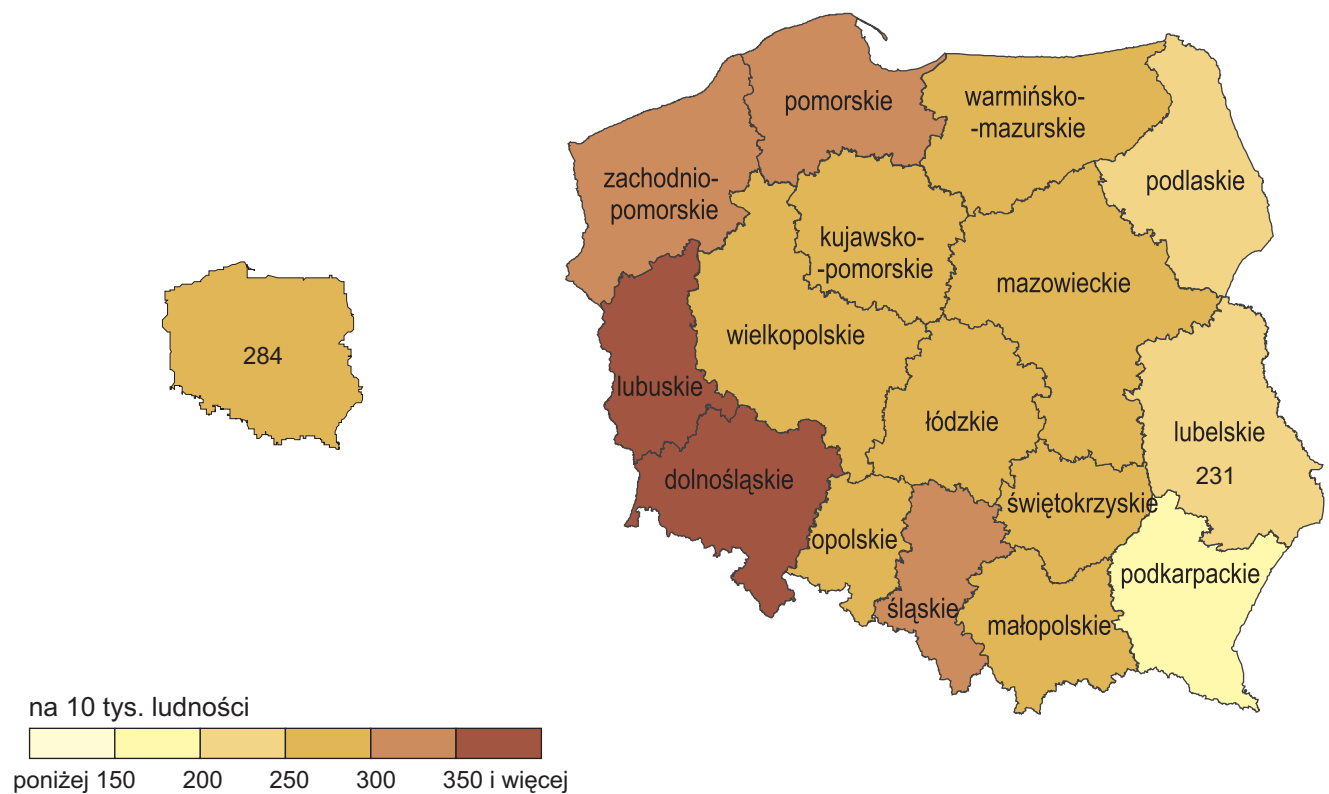 pomorskie
warmińsko-
-mazurskie
podlaskie
zachodnio-
pomorskie
kujawsko-
-pomorskie
mazowieckie
284
wielkopolskie
lubuskie
łódzkie
lubelskie
231
dolnośląskie
świętokrzyskie
opolskie
podkarpackie
śląskie
małopolskie
na 10 tys. ludności
poniżej 150 200 250 300 350 i więcej